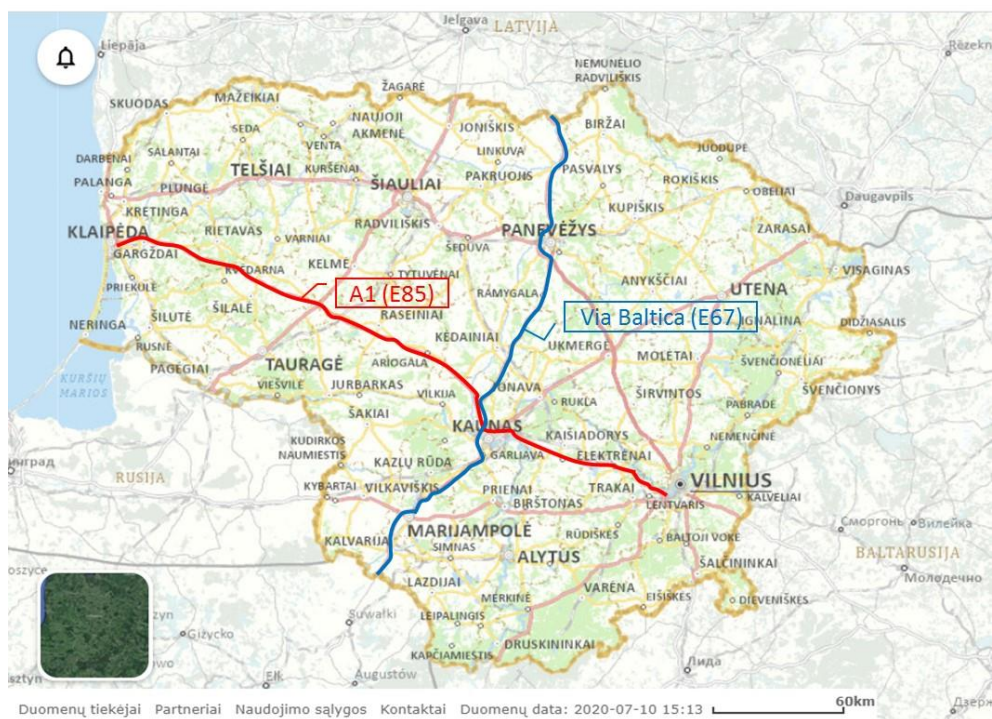 Jelgava
LATVIJA
Liepāja
Rēzekn
NEMUNĖLIO
RADVILIŠKIS
ŽAGARĖ
SKUODAS
MAŽEIKIAI
NAUJOJI
AKMENĖ
JONIŠKIS
BIRŽAI
SEDA
VENTA
LINKUVA
JUODUPĖ
DARBĖNAI
SALANTAI
TELŠIAI
KURŠĖNAI
PAKRUOJIS
PASVALYS
ROKIŠKIS
PALANGA
PLUNGĖ
ŠIAULIAI
OBELIAI
Daugavpils
KRETINGA
KUPIŠKIS
KLAIPĖDA
RIETAVAS
VARNIAI
RADVILIŠKIS
PANEVĖŽYS
ZARASAI
GARGŽDAI
ŠEDUVA
KVĖDARNA
KELMĖ
TYTUVĖNAI
ANYKŠČIAI
VISAGINAS
PRIEKULĖ
A1 (E85)
RAMYGALA
UTENA
ŠILALĖ
RASEINIAI
Via Baltica (E67)
IGNALINA
DIDŽIASALIS
NERINGA
ŠILUTĖ
KĖDAINIAI
RUSNĖ
UKMERGĖ
MOLĖTAI
ŠVENČIONĖLIAI
PAGĖGIAI
TAURAGĖ
ARIOGALA
KURŠIŲ
MARIOS
VIEŠVILĖ
JURBARKAS
VILKIJA
JONAVA
ŠIRVINTOS
ŠVENČIONYS
ŠAKIAI
RUKLA
PABRADĖ
KAUNAS
KUDIRKOS
NAUMIESTIS
KAIŠIADORYS
NEMENČINĖ
GARLIAVA
ELEKTRĖNAI
RUSIJA
KAZLŲ RŪDA
VILNIUS
KYBARTAI
VILKAVIŠKIS
PRIENAI
TRAKAI
BIRŠTONAS
LENTVARIS
KALVELIAI
MARIJAMPOLĖ
RŪDIŠKĖS
Сморгонь
Вилейка
KALVARIJA
SIMNAS
BALTOJI VOKĖ
ALYTUS
BALTARUSIJA
ŠALČININKAI
LAZDIJAI
VARĖNA
Молодечно
MERKINĖ
EIŠIŠKĖS
DIEVENIŠKĖS
Suwałki
LEIPALINGIS
Giżycko
DRUSKININKAI
KAPČIAMIESTIS
Лида
Ełk
Augustów
Duomenų tiekėjai Partneriai Naudojimo sąlygos Kontaktai Duomenų data: 2020-07-10 15:13 60km